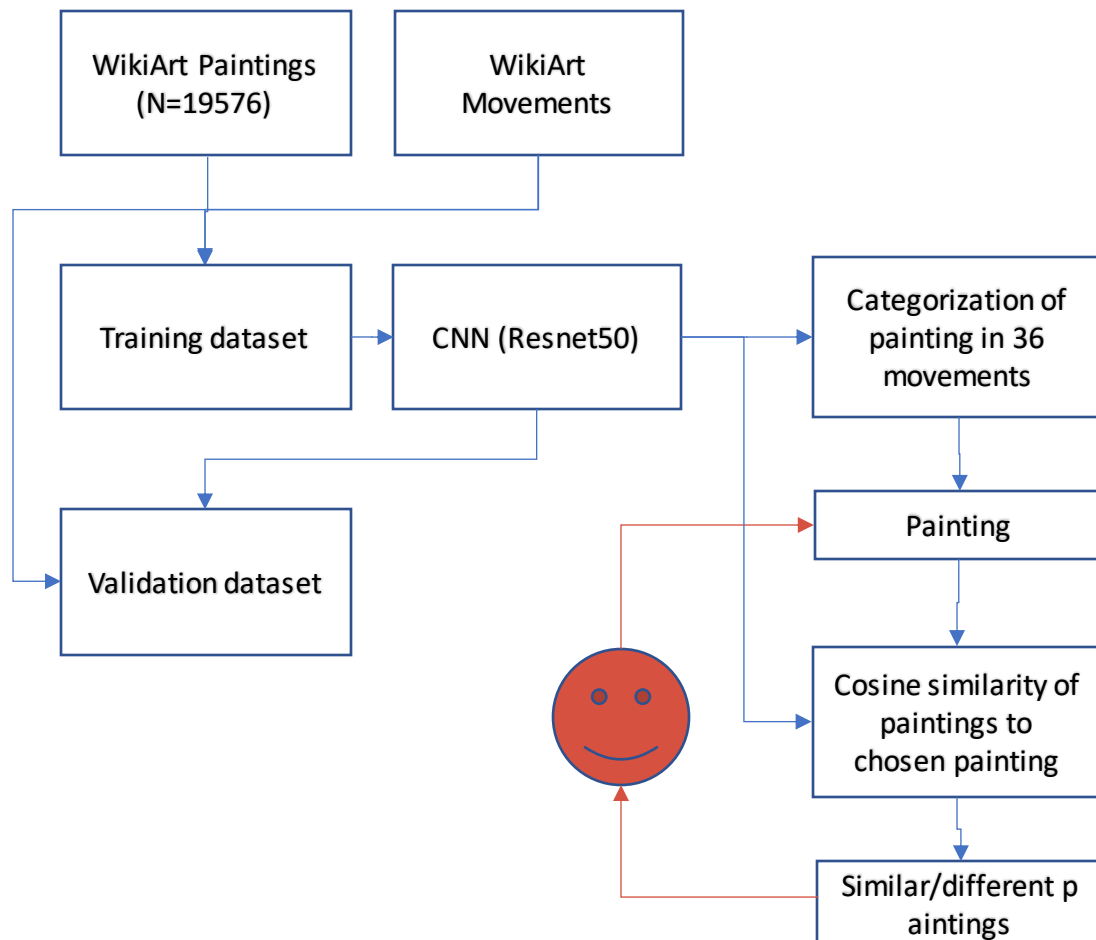 WikiArt Paintings
(N=19576)
WikiArt
Movements
Training dataset
CNN (Resnet50)
Categorization of
painting in 36
movements
Painting
Validation dataset
Cosine similarity of
paintings to
chosen painting
Similar/different p
aintings